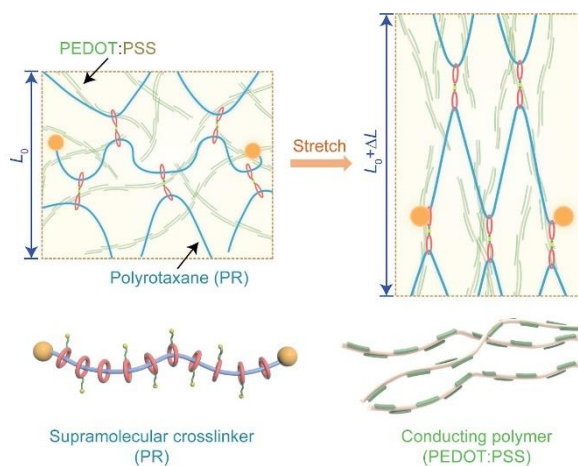 PEDOT:PSS
L₀
Stretch
L₀+ΔL
Polyrotaxane (PR)
Supramolecular crosslinker
(PR)
Conducting polymer
(PEDOT:PSS)